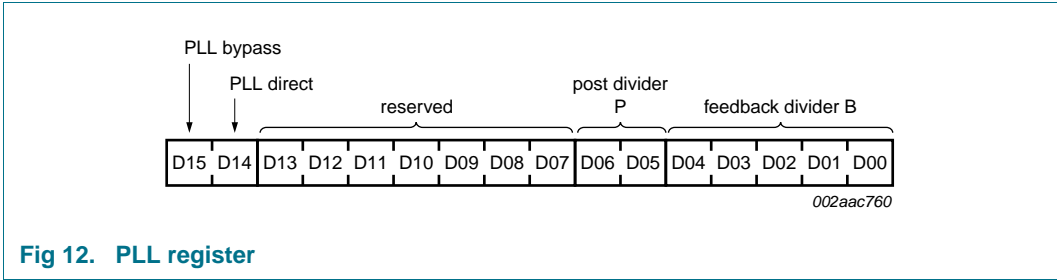 PLL bypass
PLL direct
reserved
post divider
P
feedback divider B
D15 D14 D13 D12 D11 D10 D09 D08 D07 D06 D05 D04 D03 D02 D01 D00
002aac760
Fig 12. PLL register